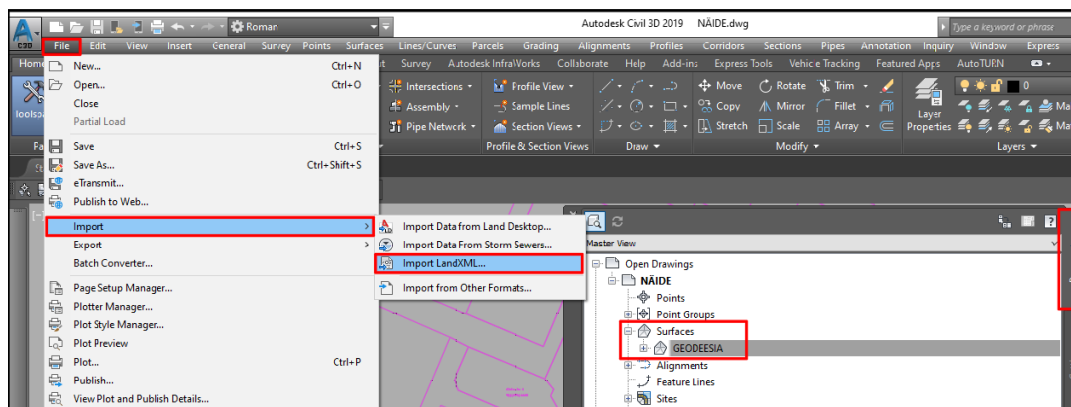 Roman
Autodesk Civil 3D 2019 NÄIDE.dwg
Type a keyword or phrase
C3D
File Edit View Insert General Survey Points Surfaces Lines/Curves Parcels Grading Alignments Profiles Corridors Sections Pipes Annotation Inquiry Window Express
Survey Autodesk InfraWorks Collaborate Help Add-ins Express Tools Vehicle Tracking Featured Apps AutoTURN
New... Ctrl+N
Open... Ctrl+O
Close
Partial Load
Save Ctrl+S
Save As... Ctrl+Shift+S
eTransmit...
Publish to Web...
Import
Export
Batch Converter...
Page Setup Manager...
Plotter Manager...
Plot Style Manager...
Plot Preview
Plot... Ctrl+P
Publish...
View Plot and Publish Details...
Intersections Profile View Move Rotate Trim 0
Assembly Sample Lines Copy Mirror Fillet
Pipe Network Section Views Stretch Scale Array
Layer
Properties
Profile & Section Views Draw Modify Layers
Import Data from Land Desktop...
Import Data From Storm Sewers...
Import LandXML...
Import from Other Formats...
Master View
Open Drawings
NÄIDE
Points
Point Groups
Surfaces
GEODEESIA
Alignments
Feature Lines
Sites